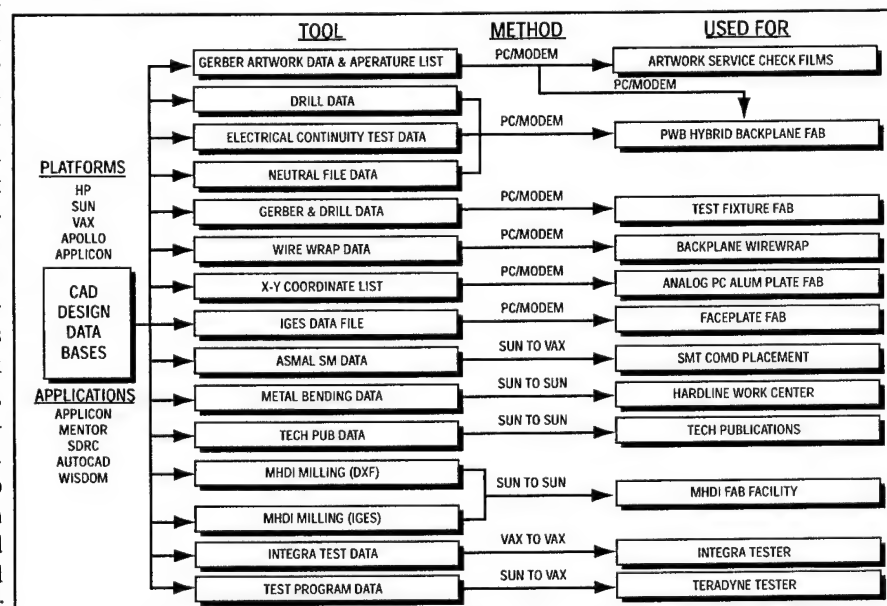 TOOL METHOD USED FOR
GERBER ARTWORK DATA & APERATURE LIST PC/MODEM ARTWORK SERVICE CHECK FILMS
PC/MODEM
DRILL DATA
ELECTRICAL CONTINUITY TEST DATA PC/MODEM PWB HYBRID BACKPLANE FAB
NEUTRAL FILE DATA
GERBER & DRILL DATA PC/MODEM TEST FIXTURE FAB
WIRE WRAP DATA PC/MODEM BACKPLANE WIREWRAP
X-Y COORDINATE LIST PC/MODEM ANALOG PC ALUM PLATE FAB
IGES DATA FILE PC/MODEM FACEPLATE FAB
ASMAL SM DATA SUN TO VAX SMT COMD PLACEMENT
METAL BENDING DATA SUN TO SUN HARDLINE WORK CENTER
TECH PUB DATA SUN TO SUN TECH PUBLICATIONS
MHDI MILLING (DXF)
SUN TO SUN MHDI FAB FACILITY
MHDI MILLING (IGES)
INTEGRA TEST DATA VAX TO VAX INTEGRA TESTER
TEST PROGRAM DATA SUN TO VAX TERADYNE TESTER
PLATFORMS
HP
SUN
VAX
APOLLO
APPLICON
CAD
DESIGN
DATA
BASES
APPLICATIONS
APPLICON
MENTOR
SDRC
AUTOCAD
WISDOM